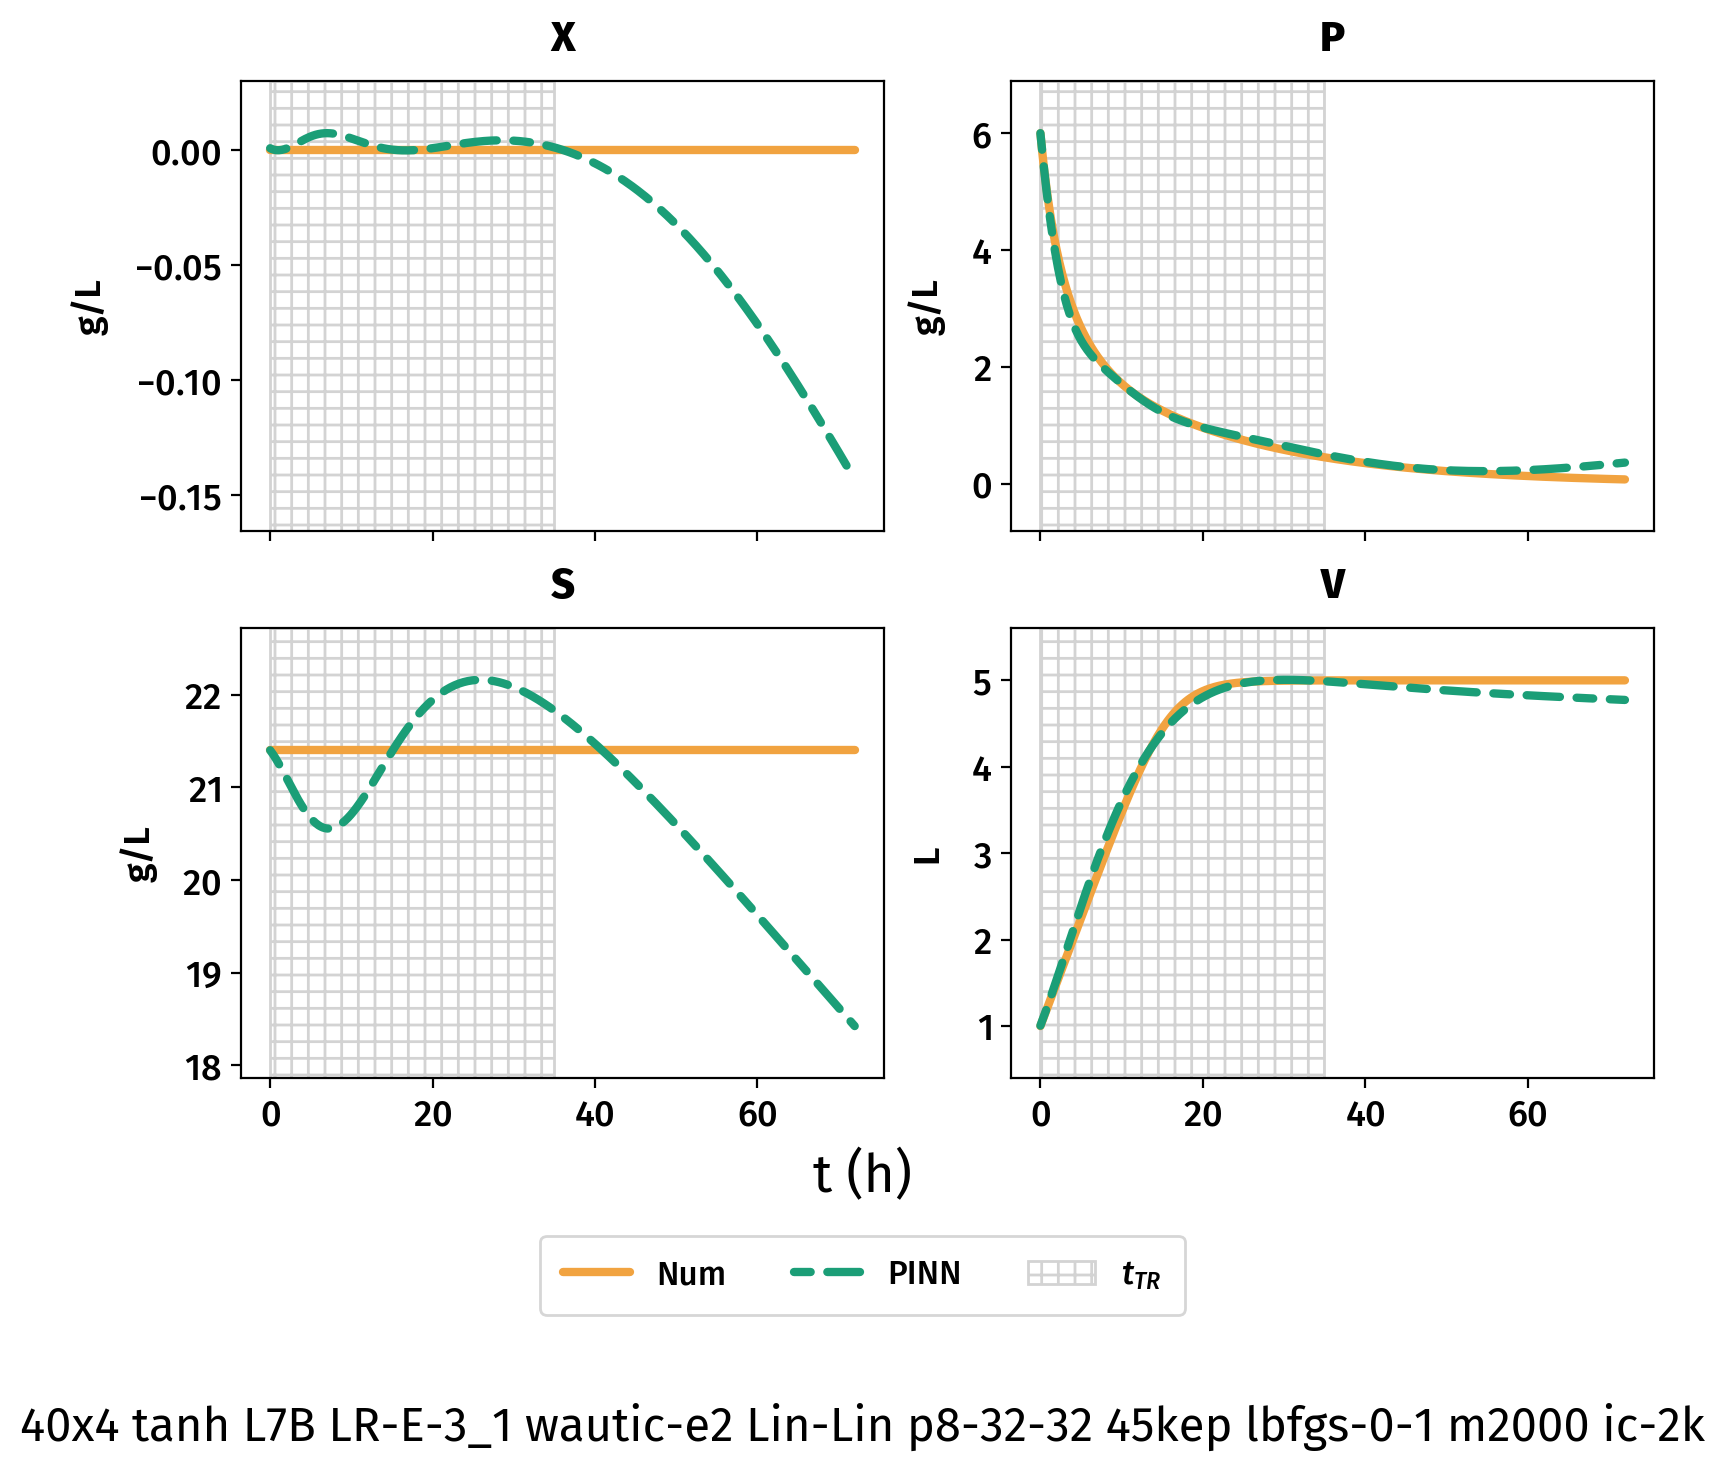 X
P
g/L
0.00
−0.05
−0.10
−0.15
g/L
6
4
2
0
S
V
g/L
22
21
20
19
18
L
5
4
3
2
1
0 20 40 60
0 20 40 60
t (h)
Num PINN tTR
40x4 tanh L7B LR-E-3_1 wautic-e2 Lin-Lin p8-32-32 45kep lbfgs-0-1 m2000 ic-2k